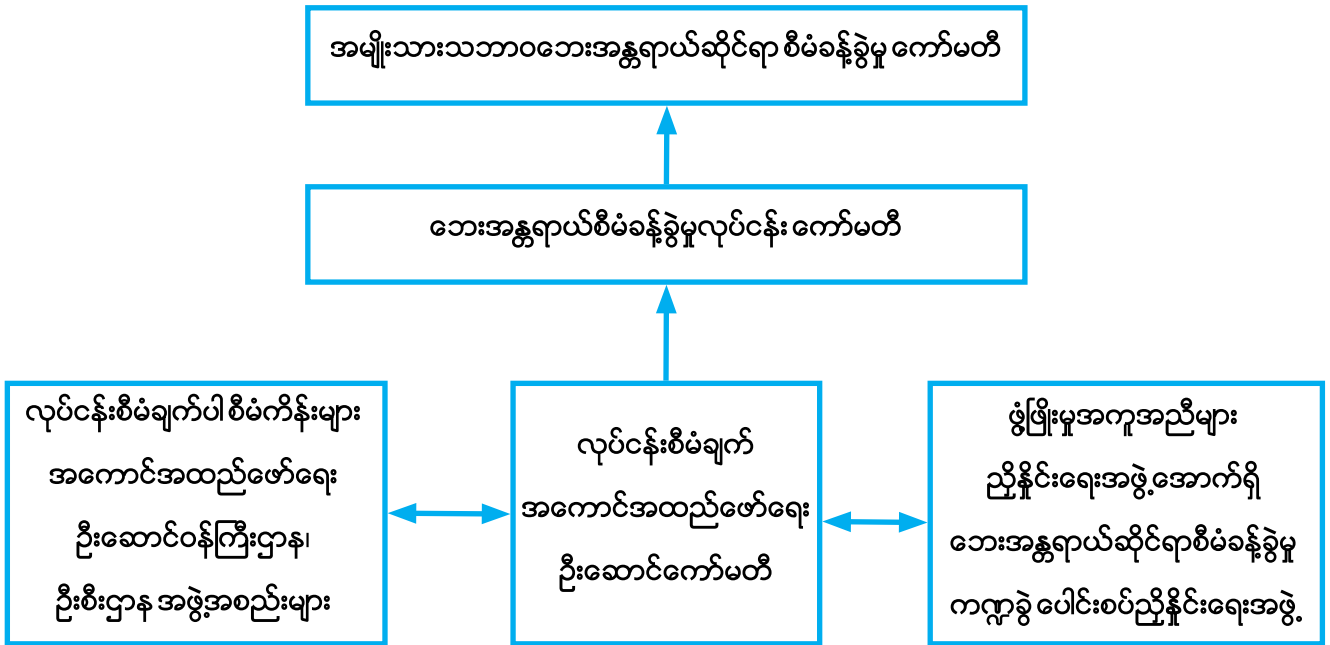 အမျိုးသားသဘာဝဘေးအန္တရာယ်ဆိုင်ရာ စီမံခန့်ခွဲမှု ကော်မတီ
ဘေးအန္တရာယ်စီမံခန့်ခွဲမှုလုပ်ငန်း ကော်မတီ
လုပ်ငန်းစီမံချက်ပါ စီမံကိန်းများ
အကောင်အထည်ဖော်ရေး
ဦးဆောင်ဝန်ကြီးဌာန၊
ဦးစီးဌာန အဖွဲ့အစည်းများ
လုပ်ငန်းစီမံချက်
အကောင်အထည်ဖော်ရေး
ဦးဆောင်ကော်မတီ
ဖွံ့ဖြိုးမှုအကူအညီများ
ညှိနှိုင်းရေးအဖွဲ့အောက်ရှိ
ဘေးအန္တရာယ်ဆိုင်ရာစီမံခန့်ခွဲမှု
ကဏ္ဍခွဲ ပေါင်းစပ်ညှိနှိုင်းရေးအဖွဲ့